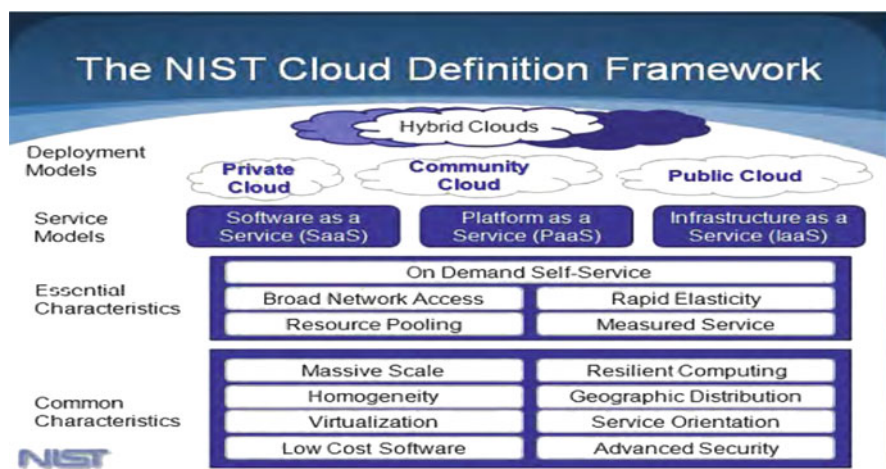 The NIST Cloud Definition Framework
Hybrid Clouds
Deployment
Models
Private
Cloud
Community
Cloud
Public Cloud
Service
Models
Software as a
Service (SaaS)
Platform as a
Service (PaaS)
Infrastructure as a
Service (IaaS)
Essential
Characteristics
On Demand Self-Service
Broad Network Access
Rapid Elasticity
Resource Pooling
Measured Service
Common
Characteristics
Massive Scale
Resilient Computing
Homogeneity
Geographic Distribution
Virtualization
Service Orientation
Low Cost Software
Advanced Security
NIST